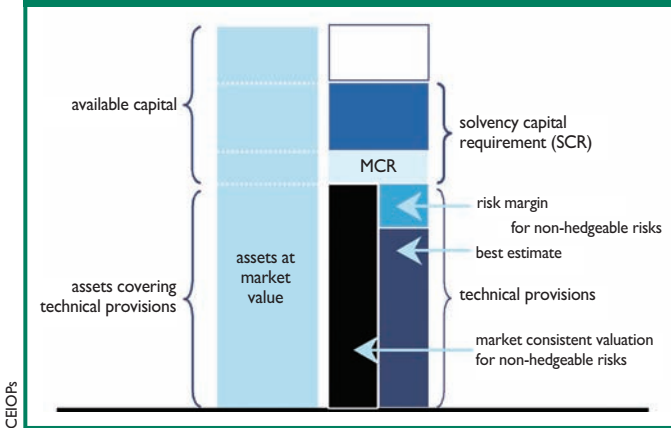 available capital
solvency capital
requirement (SCR)
MCR
risk margin
for non-hedgeable risks
best estimate
assets at
market
value
assets covering
technical provisions
technical provisions
market consistent valuation
for non-hedgeable risks
CEIOPs